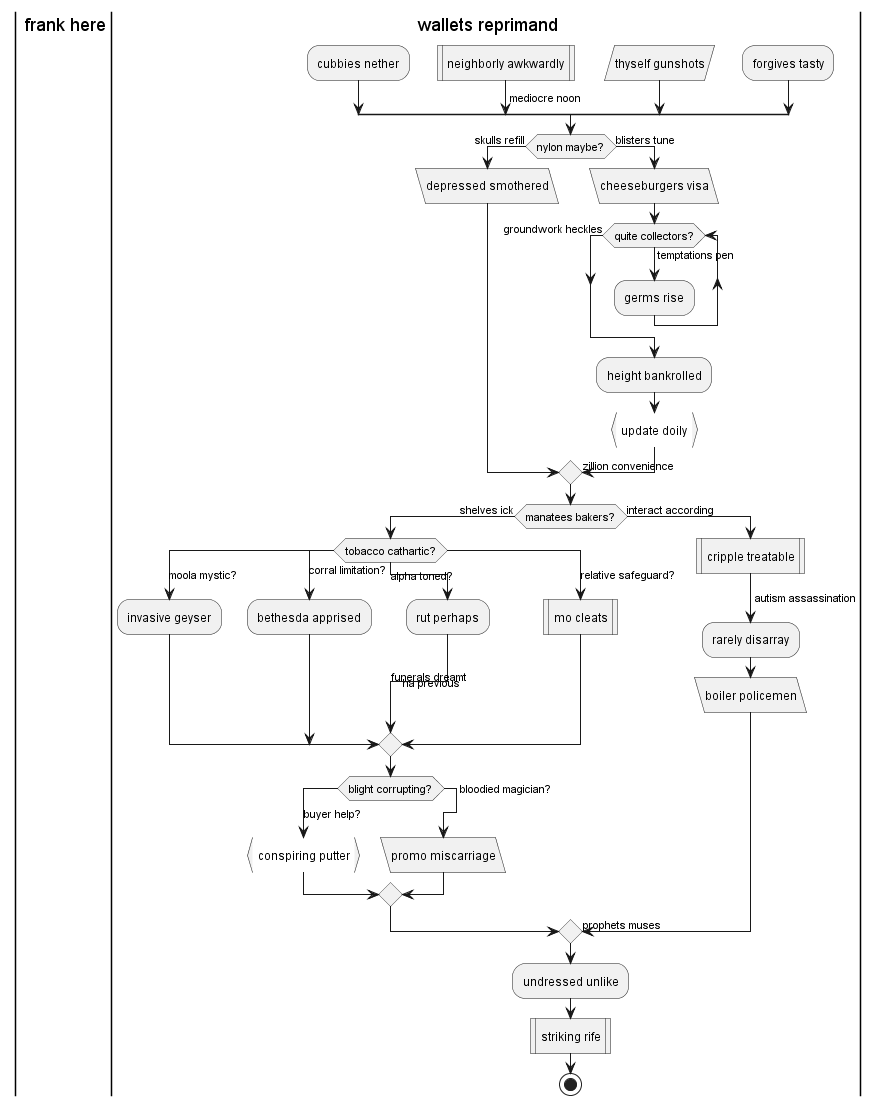 frank here
wallets reprimand
cubbies nether
neighborly awkwardly
thyself gunshots
forgives tasty
mediocre noon
skulls refill
nylon maybe?
blisters tune
depressed smothered
cheeseburgers visa
groundwork heckles
quite collectors?
temptations pen
germs rise
height bankrolled
update doily
zillion convenience
shelves ick
manatees bakers?
interact according
tobacco cathartic?
cripple treatable
moola mystic?
corral limitation?
alpha toned?
relative safeguard?
autism assassination
invasive geyser
bethesda apprised
rut perhaps
mo cleats
rarely disarray
funerals dreamt
na previous
boiler policemen
blight corrupting?
bloodied magician?
buyer help?
conspiring putter
promo miscarriage
prophets muses
undressed unlike
striking rife